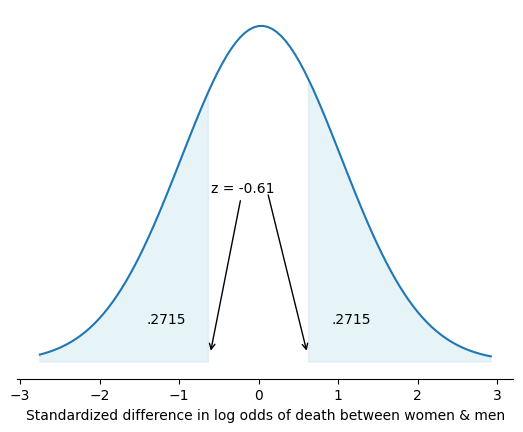 z = -0.61
.2715 .2715
−3 −2 −1 0 1 2 3
Standardized difference in log odds of death between women & men